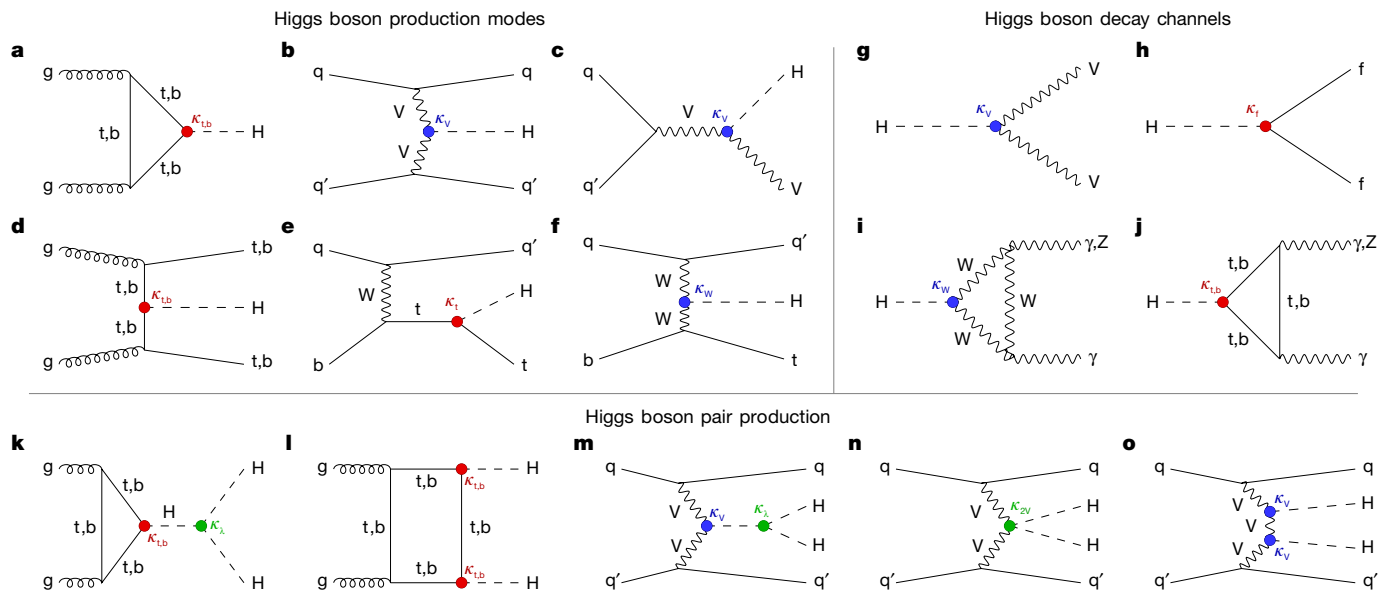 Higgs boson production modes
Higgs boson decay channels
a
g
t,b
t,b
κt,b
H
t,b
g
b
q
q
V
κV
H
V
q′
q′
c
q
H
V
κV
q′
V
g
V
H
κV
V
h
f
H
κf
f
d
g
t,b
t,b
κt,b
H
t,b
g
t,b
e
q
q′
W
H
t
κt
b
t
f
q
q′
W
κW
H
W
b
t
i
γ,Z
W
κW
H
W
W
γ
j
γ,Z
t,b
κt,b
H
t,b
t,b
γ
Higgs boson pair production
k
g
H
t,b
H
t,b
κλ
κt,b
t,b
g
H
l
g
H
t,b
κt,b
t,b
t,b
t,b
κt,b
g
H
m
q
q
V
κV
H
κλ
V
H
q′
q′
n
q
q
κ2V
H
V
V
H
q′
q′
o
q
q
V
κV
H
V
V
κV
H
q′
q′